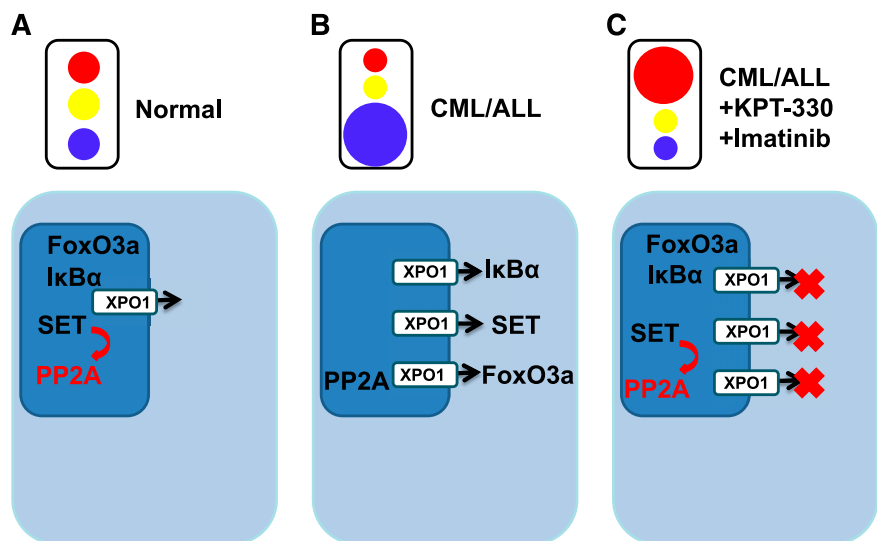 A
Normal
FoxO3a
IκBα
XPO1
SET
PP2A
B
CML/ALL
XPO1
IκBα
XPO1
SET
PP2A
XPO1
FoxO3a
C
CML/ALL
+KPT-330
+Imatinib
FoxO3a
IκBα
XPO1
SET
XPO1
PP2A
XPO1